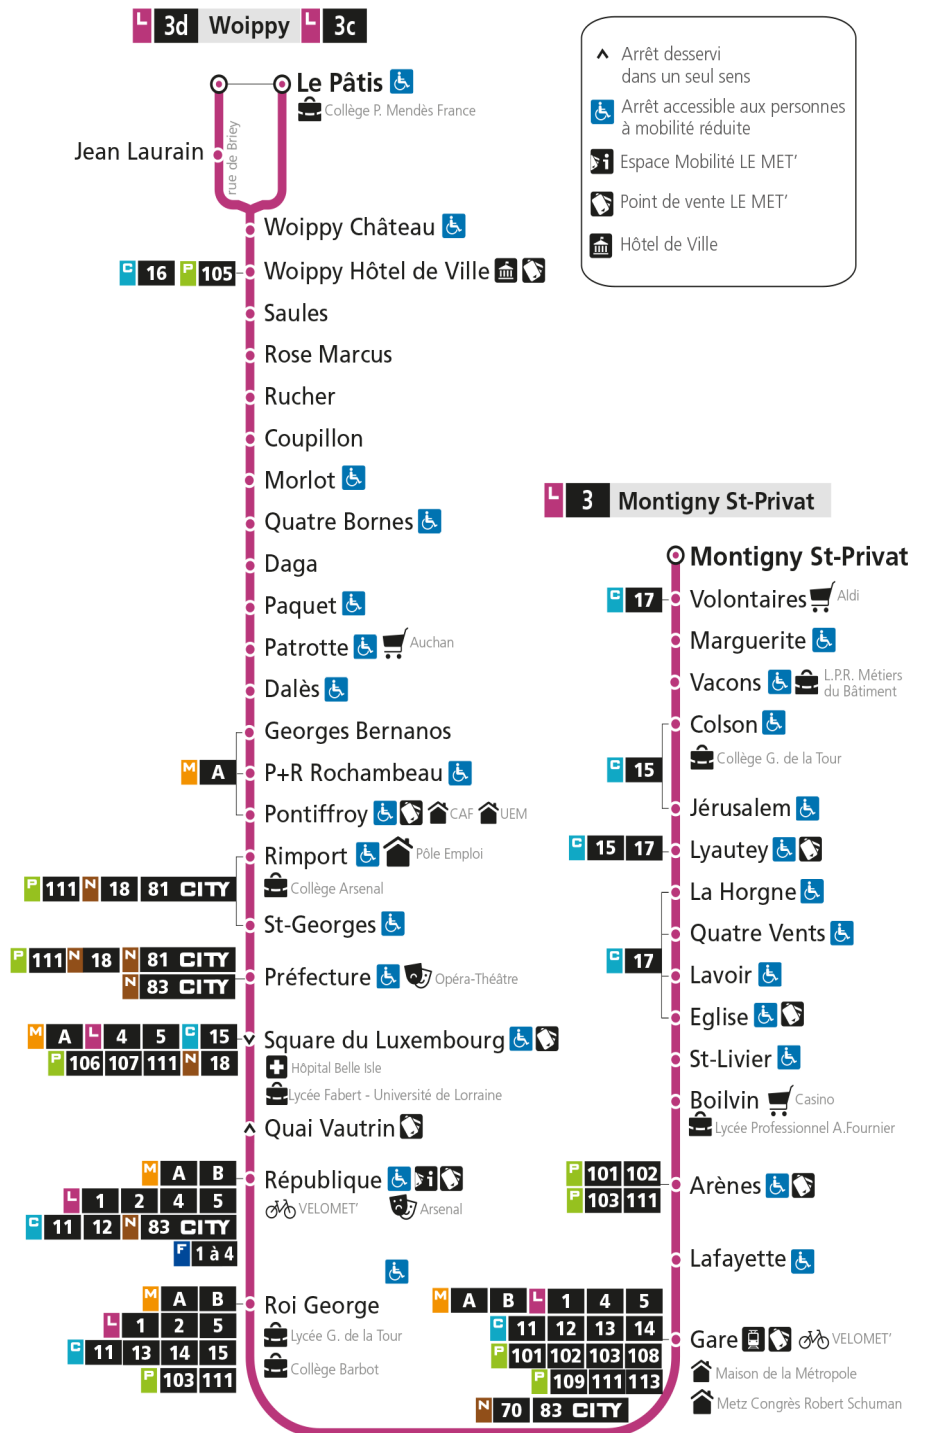 L 3d Woippy L 3c
Le Pâtis
Collège P. Mendès France
rue de Briey
Jean Laurain
Woippy Château
C 16 P 105 Woippy Hôtel de Ville
Saules
Rose Marcus
Rucher
Coupillon
Morlot
Quatre Bornes
Daga
Paquet
Patrotte Auchan
Dalès
Georges Bernanos
M A P+R Rochambeau
Pontiffroy CAF UEM
Rimport Pôle Emploi
P 111 N 18 81 CITY Collège Arsenal
St-Georges
P 111 N 18 N 81 CITY
N 83 CITY
Préfecture Opéra-Théâtre
M A L 4 5 C 15 Square du Luxembourg
P 106 107 111 N 18 Hôpital Belle Isle
Lycée Fabert - Université de Lorraine
Quai Vautrin
M A B République
L 1 2 4 5 VELOMET' Arsenal
C 11 12 N 83 CITY
F 1 à 4
M A B Roi George
L 1 2 5 Lycée G. de la Tour
C 11 13 14 15 Collège Barbot
P 103 111
Arrêt desservi
dans un seul sens
Arrêt accessible aux personnes
à mobilité réduite
i Espace Mobilité LE MET'
Point de vente LE MET'
Hôtel de Ville
L 3 Montigny St-Privat
Montigny St-Privat
C 17 Volontaires Aldi
Marguerite
Vacons L.P.R. Métiers
du Bâtiment
Colson
C 15 Collège G. de la Tour
Jérusalem
C 15 17 Lyautey
La Horgne
Quatre Vents
C 17 Lavoir
Eglise
St-Livier
Boilvin Casino
Lycée Professionnel A.Fournier
P 101 102 Arènes
P 103 111
Lafayette
M A B L 1 4 5
C 11 12 13 14 Gare VELOMET'
P 101 102 103 108 Maison de la Métropole
P 109 111 113 Metz Congrès Robert Schuman
N 70 83 CITY